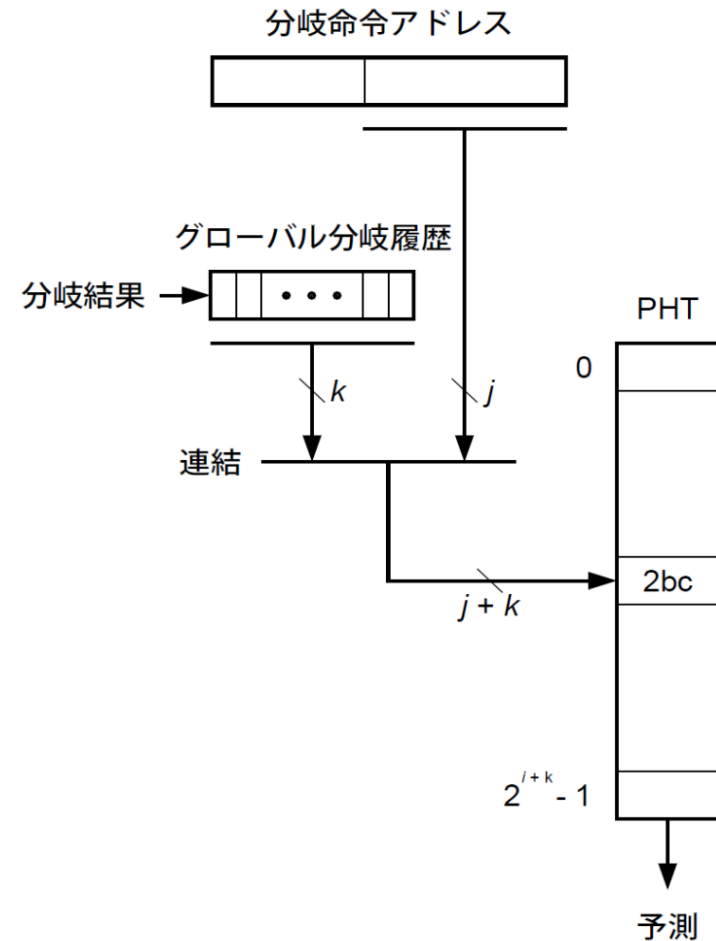 分岐命令アドレス
グローバル分岐履歴
分岐結果
• • •
PHT
0
k
j
連結
2bc
j + k
2^{i + k} - 1
予測